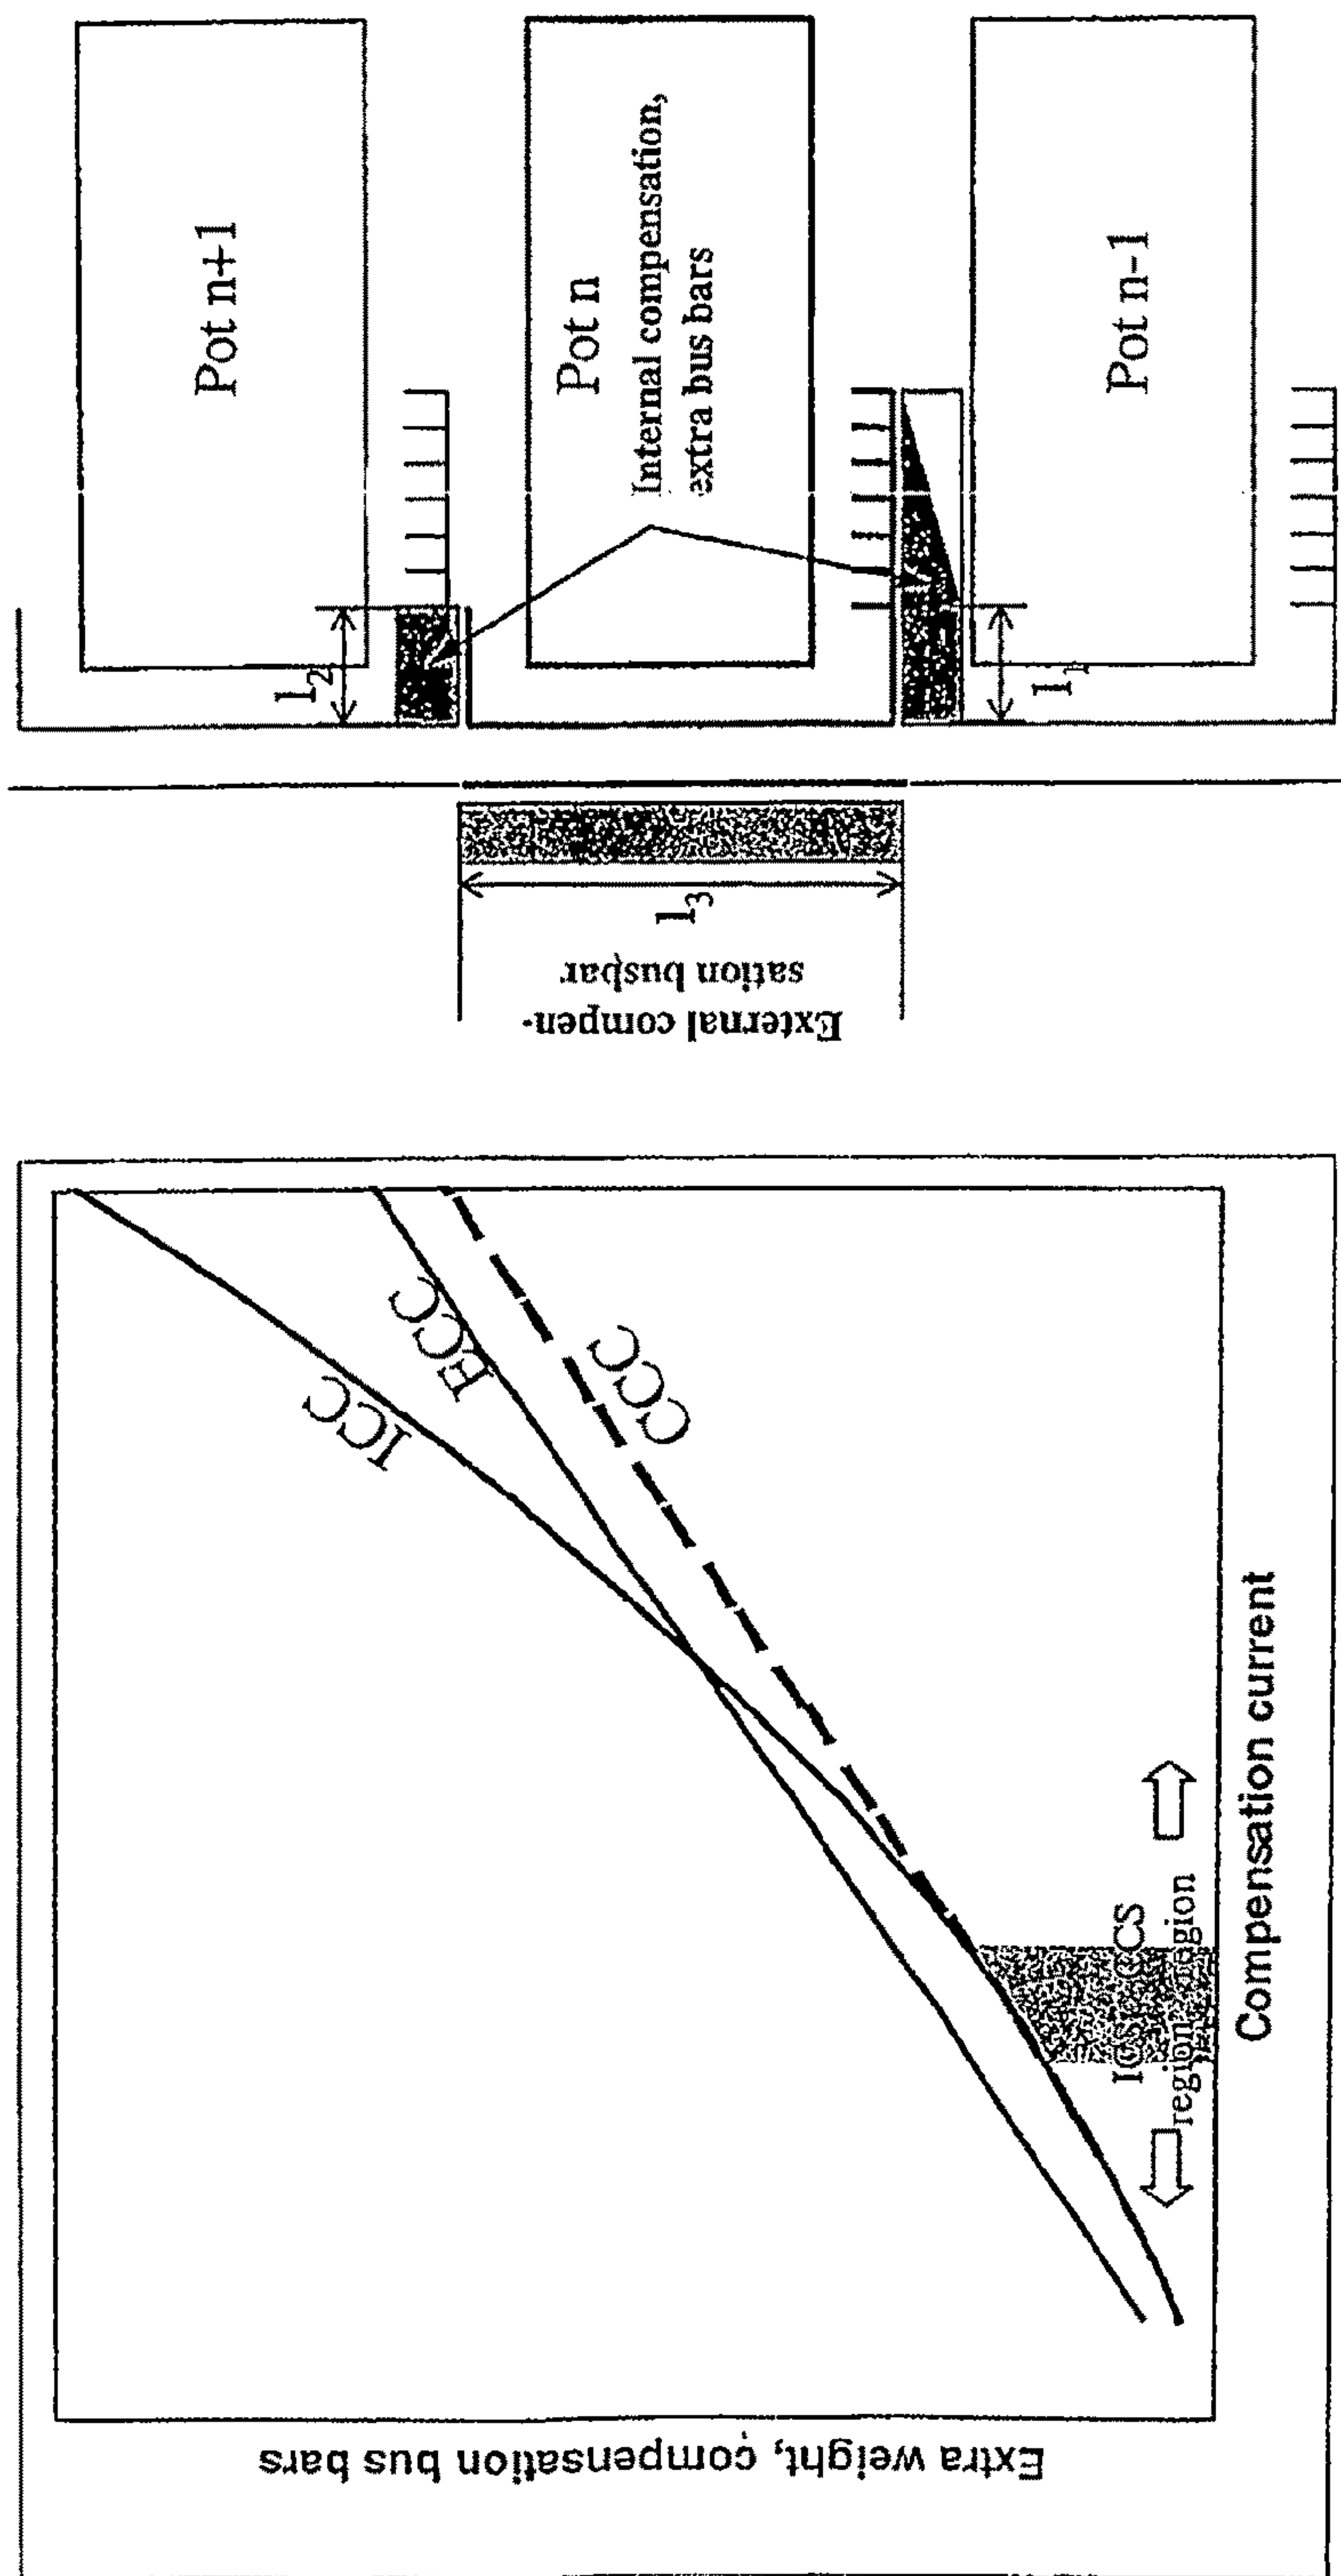 Extra weight, compensation bus bars
ICC
ECC
CCC
ICS CCS
region region
Compensation current
External compen-
sation busbar
l3
l2
l1
Pot n+1
Pot n
Internal compensation,
extra bus bars
Pot n-1